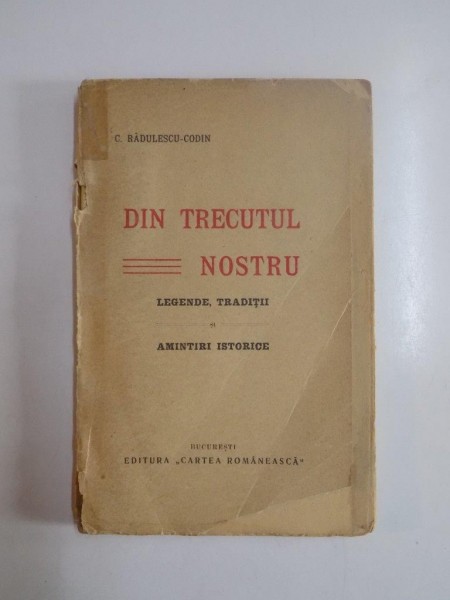 C. RĂDULESCU-CODIN
DIN TRECUTUL
NOSTRU
LEGENDE, TRADIȚII
și
AMINTIRI ISTORICE
BUCUREȘTI
EDITURA „CARTEA ROMÂNEASCĂ"